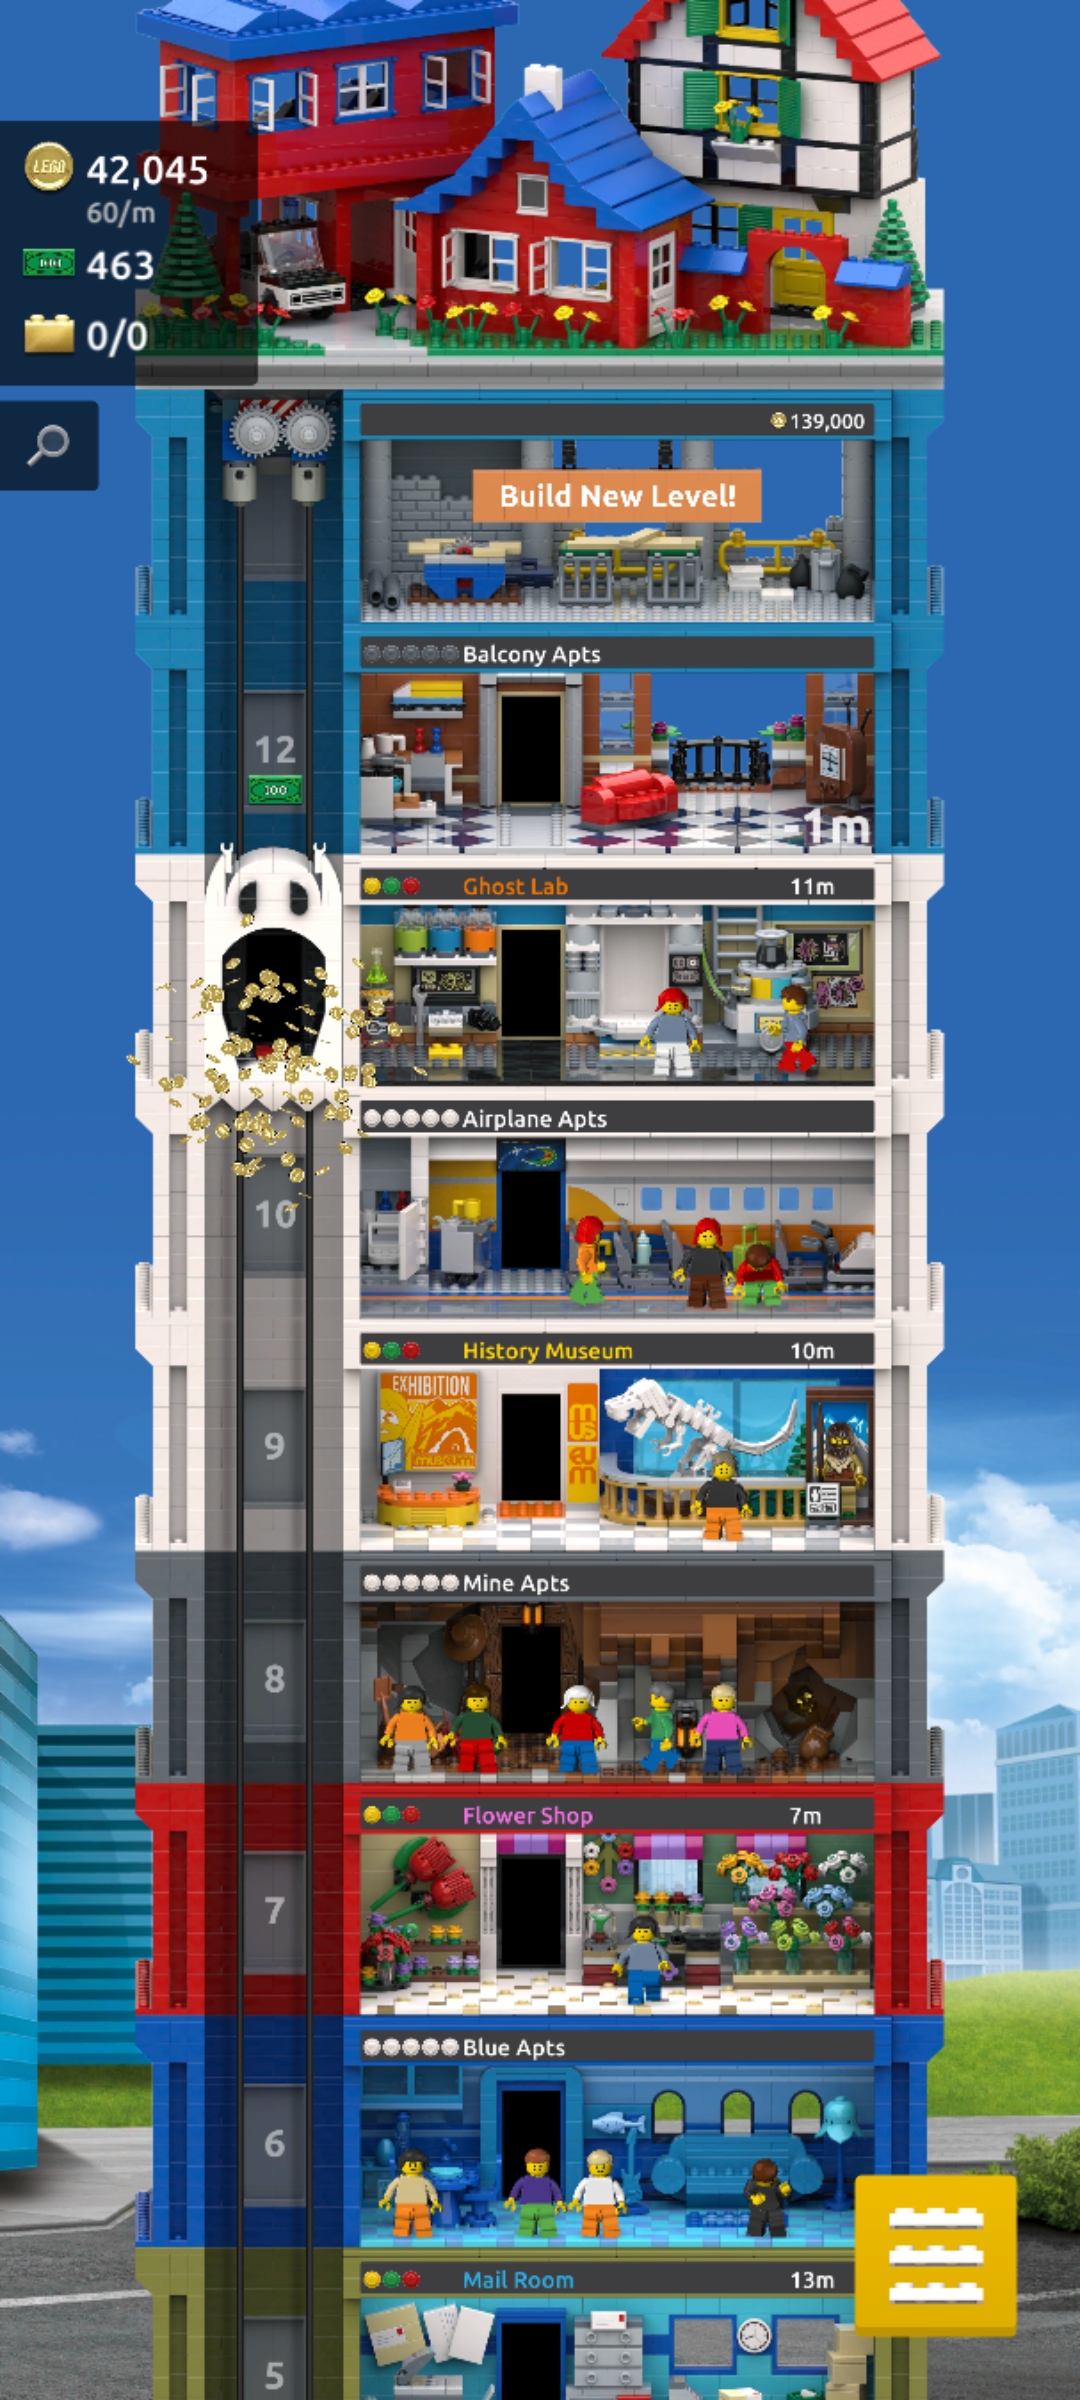 LEGO 42,045
60/m
463
0/0
139,000
Build New Level!
Balcony Apts
12
100
-1m
Ghost Lab 11m
Airplane Apts
10
History Museum 10m
EXHIBITION
museum
museum
9
Mine Apts
8
Flower Shop 7m
7
Blue Apts
6
Mail Room 13m
5